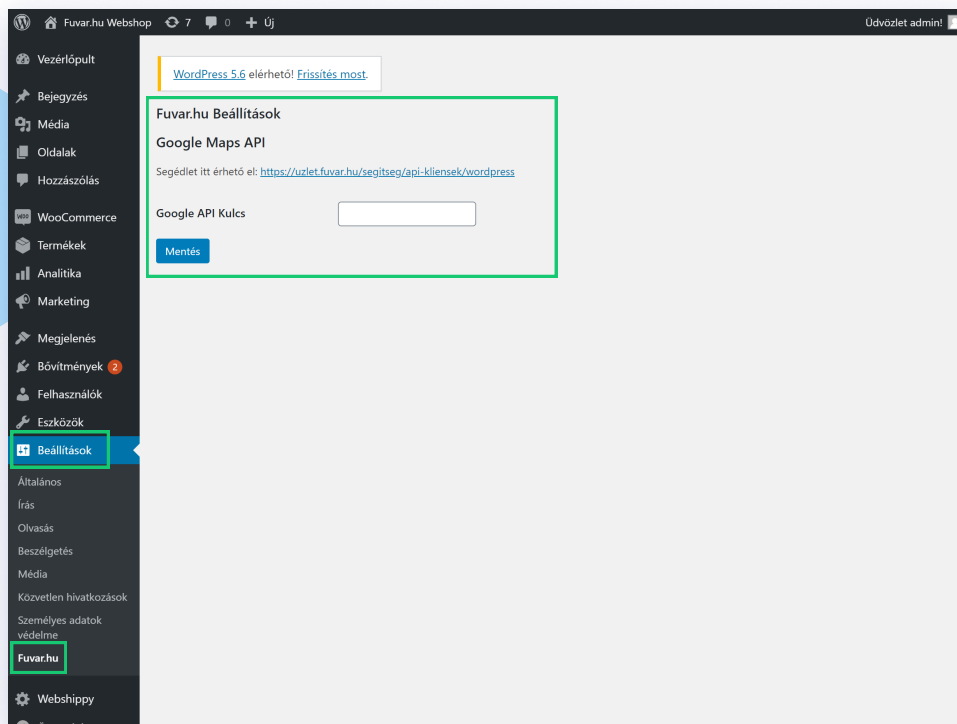 Fuvar.hu Webshop 7 0 Új Üdvözlet admin!
Vezérlőpult
Bejegyzés
Média
Oldalak
Hozzászólás
WooCommerce
Termékek
Analitika
Marketing
Megjelenés
Bővítmények 2
Felhasználók
Eszközök
Beállítások
Általános
Írás
Olvasás
Beszélgetés
Média
Közvetlen hivatkozások
Személyes adatok
védelme
Fuvar.hu
Webshippy
WordPress 5.6 elérhető! Frissítés most.
Fuvar.hu Beállítások
Google Maps API
Segédlet itt érhető el: https://uzlet.fuvar.hu/segitseg/api-kliensek/wordpress
Google API Kulcs
Mentés